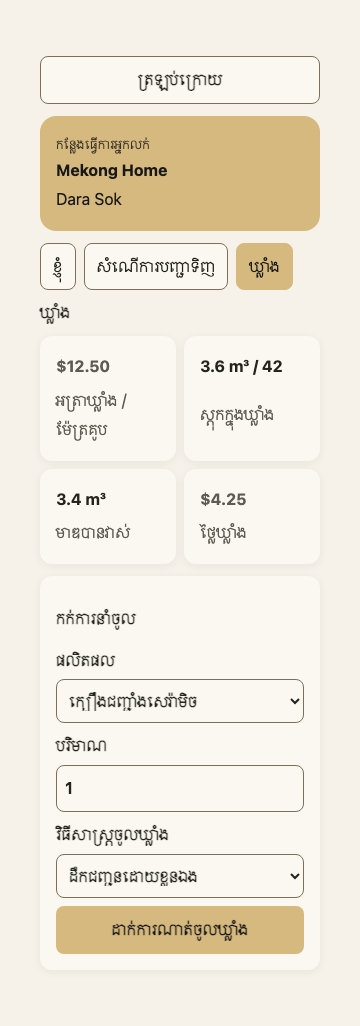 ត្រឡប់ក្រោយ
កន្លែងធ្វើការអ្នកលក់
Mekong Home
Dara Sok
ខ្ញុំ
សំណើការបញ្ជាទិញ
ឃ្លាំង
ឃ្លាំង
$12.50
អត្រាឃ្លាំង /
ម៉ែត្រគូប
3.6 m³ / 42
ស្តុកក្នុងឃ្លាំង
3.4 m³
មាឌបានវាស់
$4.25
ថ្លៃឃ្លាំង
កក់ការនាំចូល
ផលិតផល
ក្បឿងជញ្ជាំងសេរ៉ាមិច
បរិមាណ
1
វិធីសាស្ត្រចូលឃ្លាំង
ដឹកជញ្ជូនដោយខ្លួនឯង
ដាក់ការណាត់ចូលឃ្លាំង